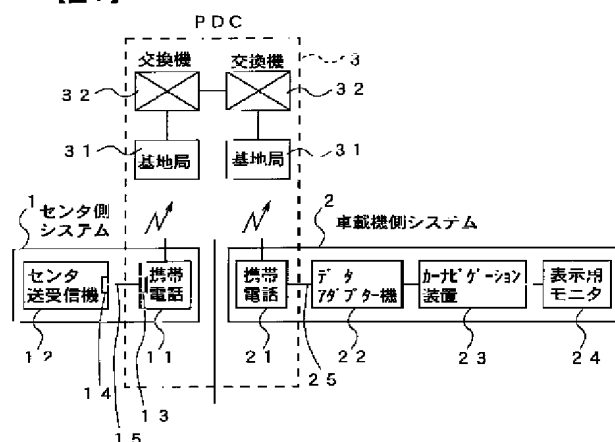 PDC
交換機 交換機 3
32 32
31 基地局 基地局 31
1 センタ側
システム
2 車載機側システム
センタ
送受信機
携帯
電話
携帯
電話
データ
アダプター機
カーナビゲーション
装置
表示用
モニタ
12 14 15 13 11 21 25 22 23 24